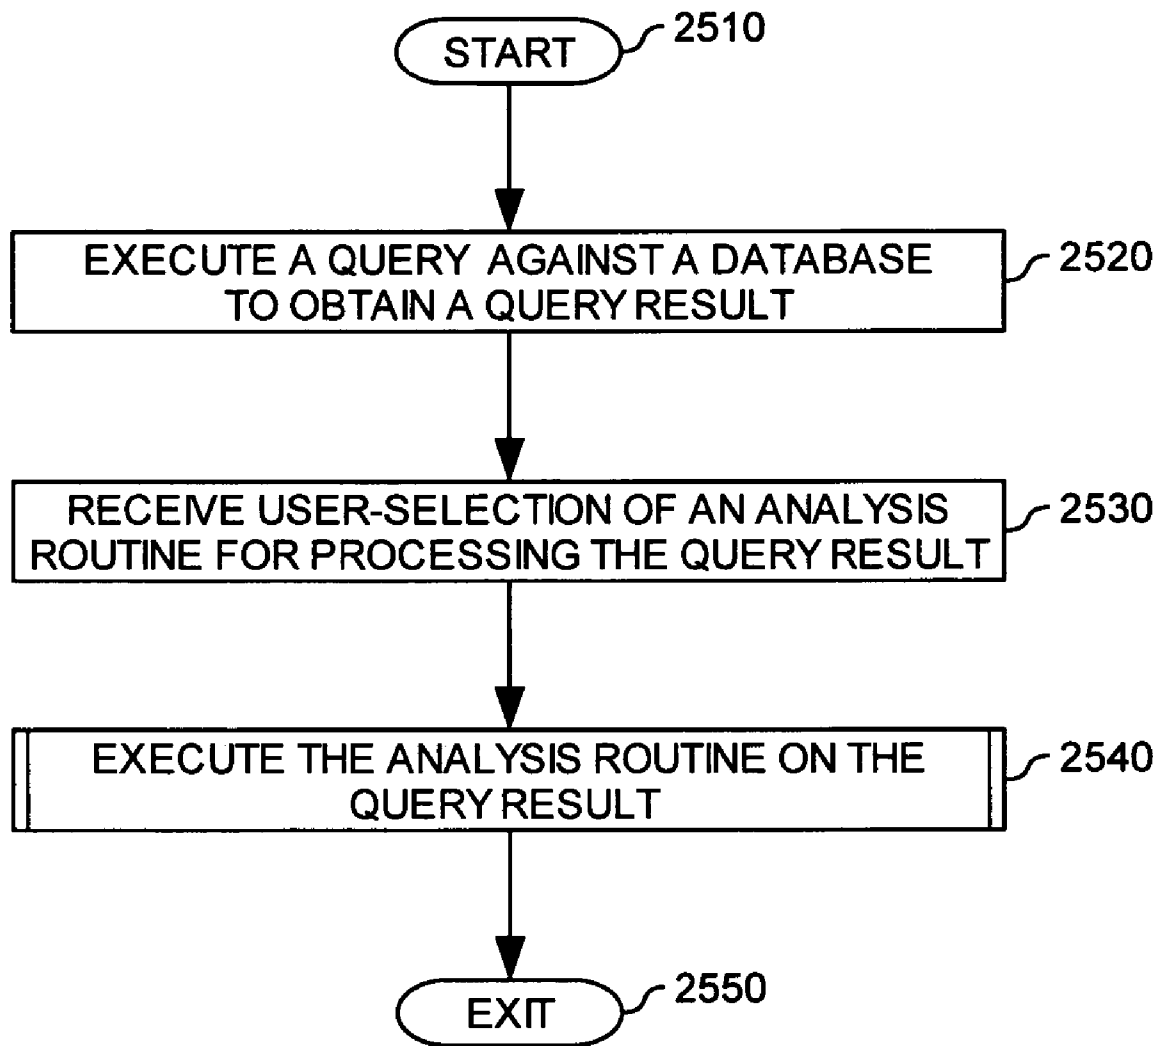 START
2510
EXECUTE A QUERY AGAINST A DATABASE
TO OBTAIN A QUERY RESULT
2520
RECEIVE USER-SELECTION OF AN ANALYSIS
ROUTINE FOR PROCESSING THE QUERY RESULT
2530
EXECUTE THE ANALYSIS ROUTINE ON THE
QUERY RESULT
2540
EXIT
2550